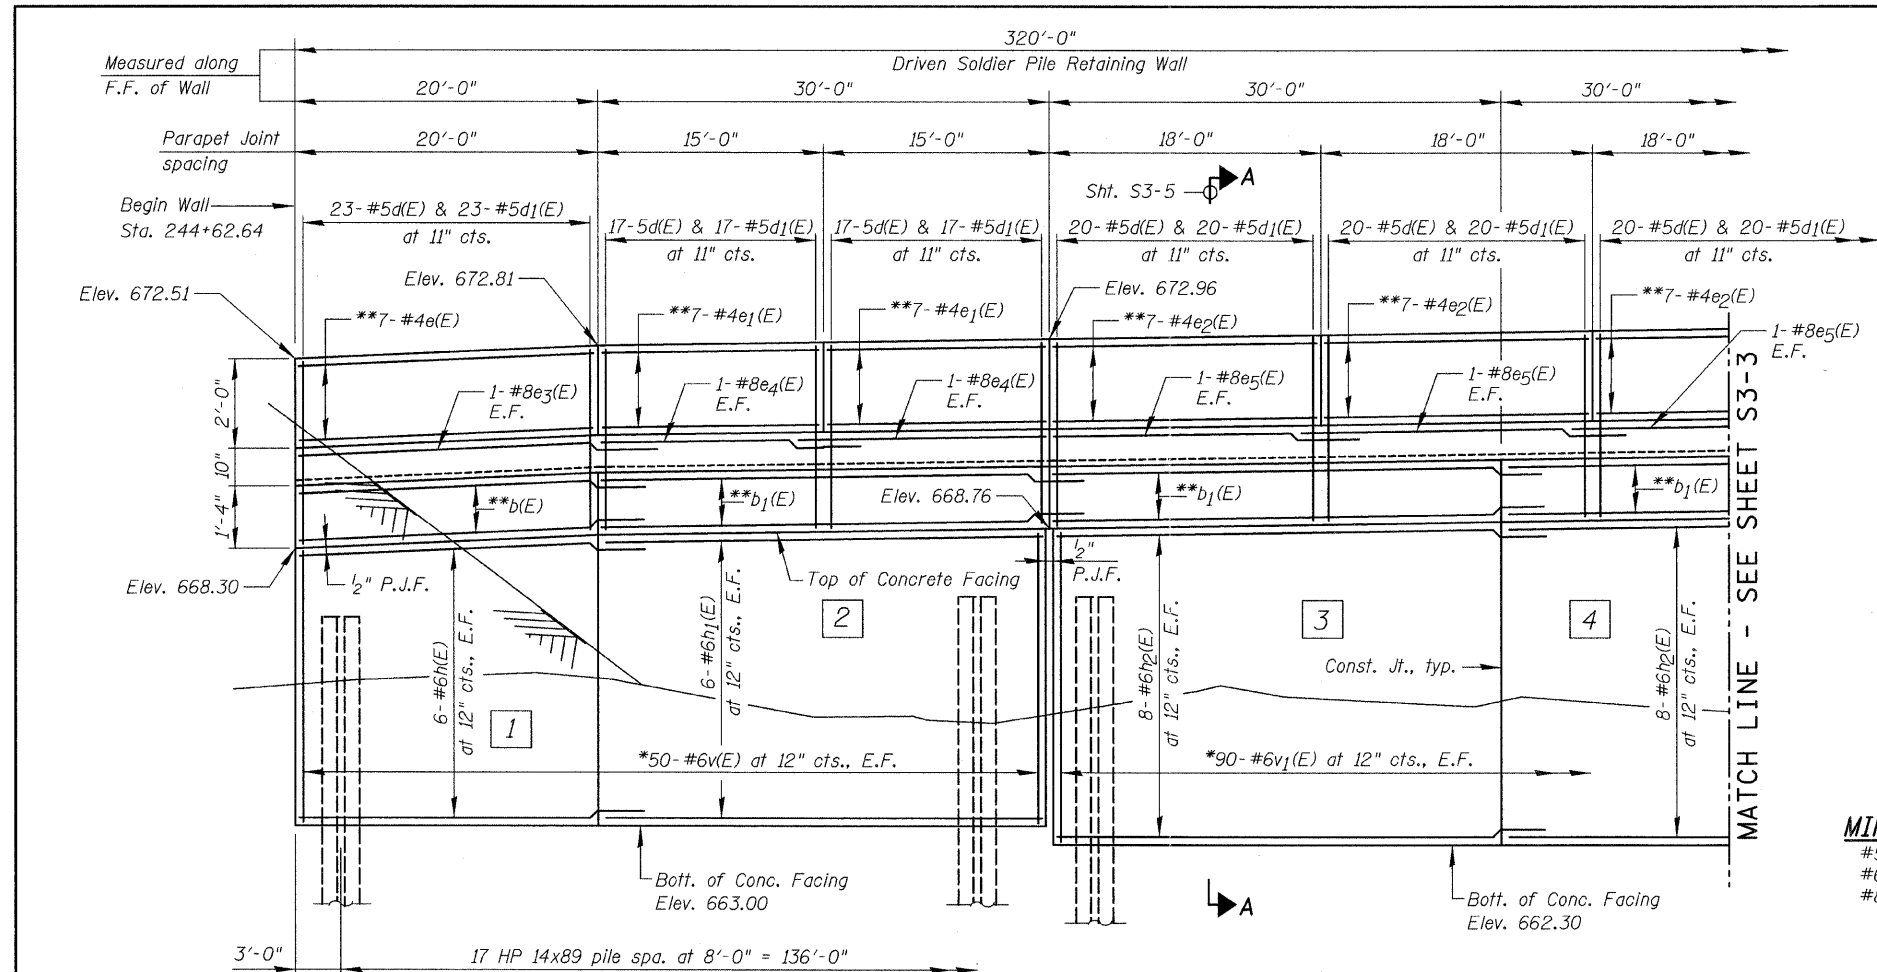 320'-0"
Measured along
F.F. of Wall
Driven Soldier Pile Retaining Wall
20'-0"
30'-0"
30'-0"
30'-0"
Parapet Joint
spacing
20'-0"
15'-0"
15'-0"
18'-0"
18'-0"
18'-0"
Sht. S3-5
A
Begin Wall
Sta. 244+62.64
23-#5d(E) & 23-#5d1(E)
at 11" cts.
17-5d(E) & 17-#5d1(E)
at 11" cts.
17-5d(E) & 17-#5d1(E)
at 11" cts.
20-#5d(E) & 20-#5d1(E)
at 11" cts.
20-#5d(E) & 20-#5d1(E)
at 11" cts.
20-#5d(E) & 20-#5d1(E)
at 11" cts.
Elev. 672.51
Elev. 672.81
Elev. 672.96
**7-#4e(E)
**7-#4e1(E)
**7-#4e1(E)
**7-#4e2(E)
**7-#4e2(E)
**7-#4e2(E)
1-#8e5(E)
E.F.
2'-0"
1-#8e3(E)
E.F.
1-#8e4(E)
E.F.
1-#8e4(E)
E.F.
1-#8e5(E)
E.F.
1-#8e5(E)
E.F.
10"
1'-4"
**b(E)
**b1(E)
Elev. 668.76
**b1(E)
**b1(E)
Elev. 668.30
1/2" P.J.F.
Top of Concrete Facing
1/2"
P.J.F.
2
3
4
6-#6h(E)
at 12" cts., E.F.
6-#6h1(E)
at 12" cts., E.F.
8-#6h2(E)
at 12" cts., E.F.
Const. Jt., typ.
8-#6h2(E)
at 12" cts., E.F.
MATCH LINE - SEE SHEET S3-3
1
*50-#6v(E) at 12" cts., E.F.
*90-#6v1(E) at 12" cts., E.F.
Bott. of Conc. Facing
Elev. 663.00
A
Bott. of Conc. Facing
Elev. 662.30
3'-0"
17 HP 14x89 pile spa. at 8'-0" = 136'-0"